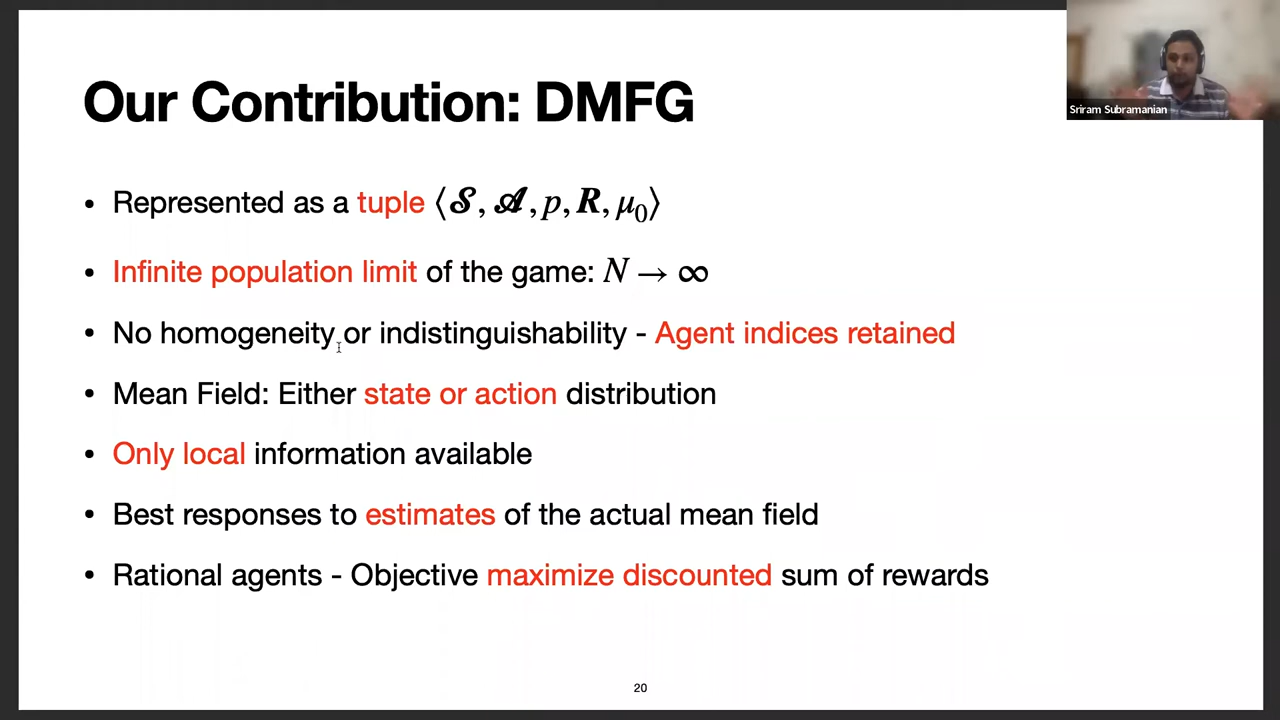 Our Contribution: DMFG
Sriram Subramanian
• Represented as a tuple ⟨𝓢, 𝓐, p, R, μ₀⟩
• Infinite population limit of the game: N → ∞
• No homogeneity or indistinguishability - Agent indices retained
• Mean Field: Either state or action distribution
• Only local information available
• Best responses to estimates of the actual mean field
• Rational agents - Objective maximize discounted sum of rewards
20